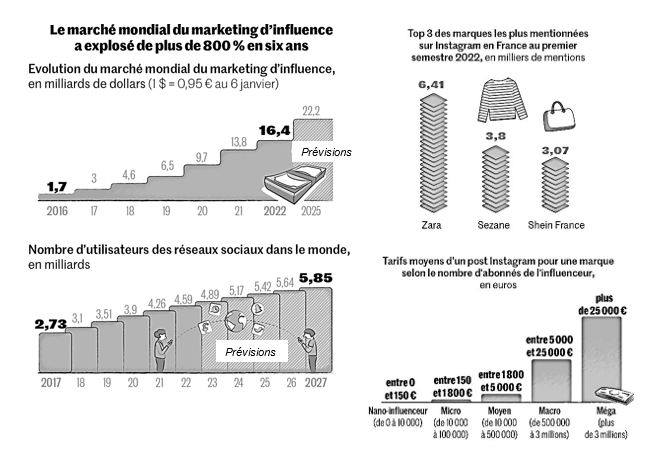 Le marché mondial du marketing d'influence
a explosé de plus de 800 % en six ans
Evolution du marché mondial du marketing d'influence,
en milliards de dollars (1 $ = 0,95 € au 6 janvier)
1,7
3
4,6
6,5
9,7
13,8
16,4
22,2
Prévisions
2016 17 18 19 20 21 2022 2025
Nombre d'utilisateurs des réseaux sociaux dans le monde,
en milliards
2,73
3,1
3,51
3,9
4,26
4,59
4,89
5,17
5,42
5,64
5,85
Prévisions
2017 18 19 20 21 22 23 24 25 26 2027
Top 3 des marques les plus mentionnées
sur Instagram en France au premier
semestre 2022, en milliers de mentions
6,41
3,8
3,07
Zara Sezane Shein France
Tarifs moyens d'un post Instagram pour une marque
selon le nombre d'abonnés de l'influenceur,
en euros
entre 0
et 150 €
entre 150
et 1800 €
entre 1800
et 5 000 €
entre 5 000
et 25 000 €
plus
de 25 000 €
Nano-influenceur
(de 0 à 10 000)
Micro
(de 10 000
à 100 000)
Moyen
(de 10 000
à 500 000)
Macro
(de 500 000
à 3 millions)
Méga
(plus
de 3 millions)